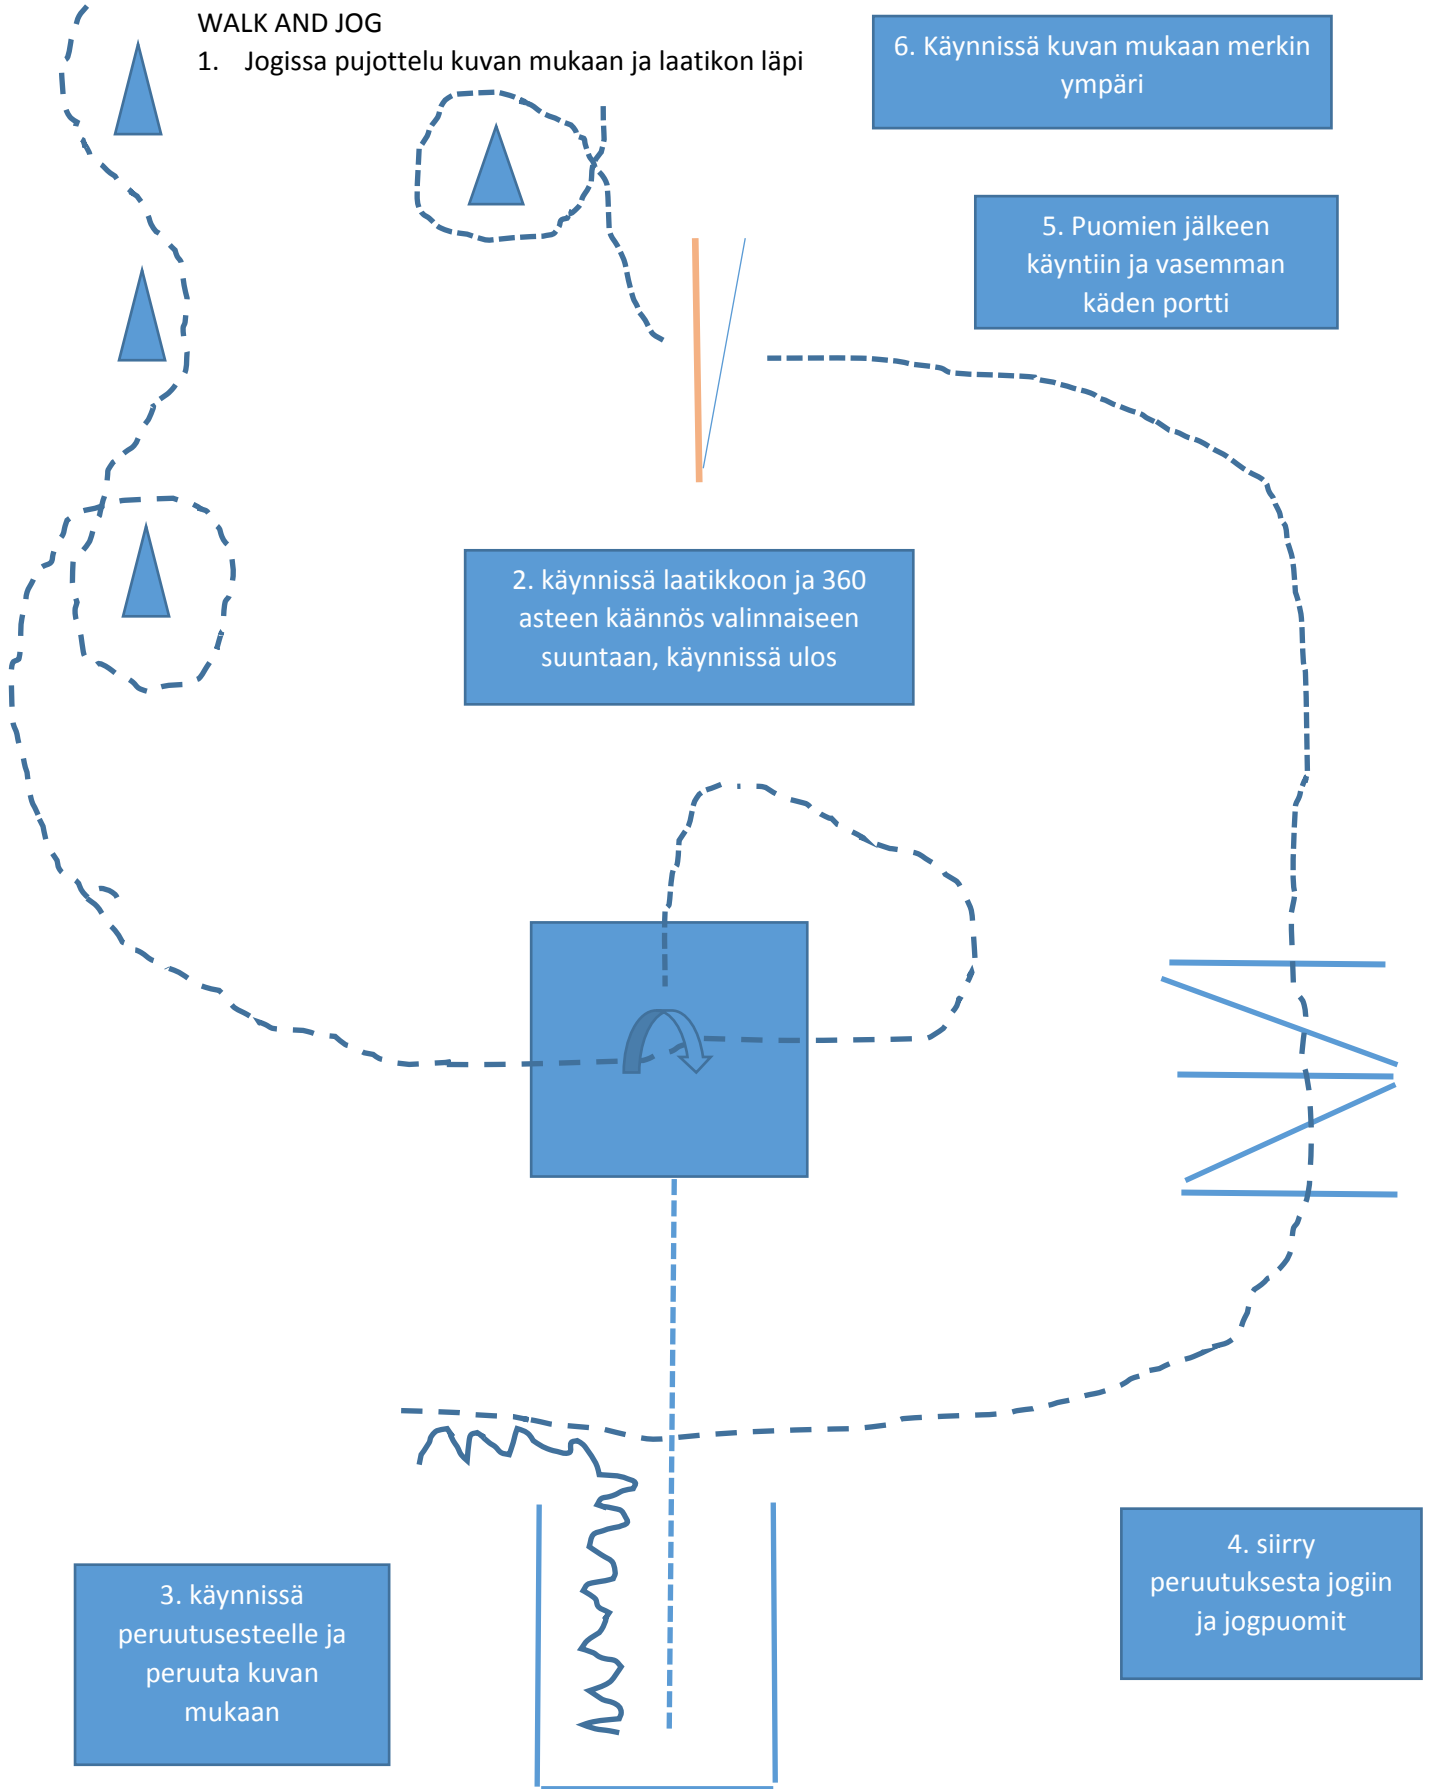 WALK AND JOG
1. Jogissa pujottelu kuvan mukaan ja laatikon läpi
6. Käynnissä kuvan mukaan merkin
ympäri
5. Puomien jälkeen
käyntiin ja vasemman
käden portti
2. käynnissä laatikkoon ja 360
asteen käännös valinnaiseen
suuntaan, käynnissä ulos
3. käynnissä
peruutusesteelle ja
peruuta kuvan
mukaan
4. siirry
peruutuksesta jogiin
ja jogpuomit